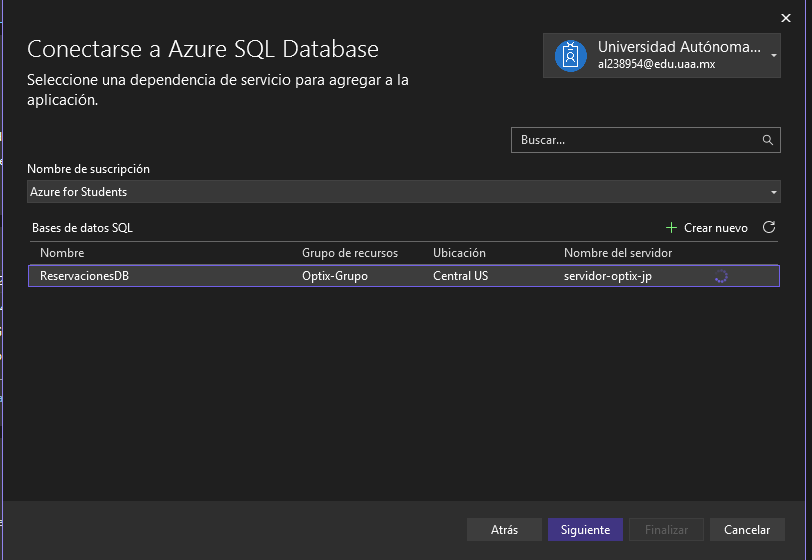 Conectarse a Azure SQL Database
Seleccione una dependencia de servicio para agregar a la
aplicación.
Universidad Autónoma...
al238954@edu.uaa.mx
Buscar...
Nombre de suscripción
Azure for Students
Bases de datos SQL
Crear nuevo
Nombre Grupo de recursos Ubicación Nombre del servidor
ReservacionesDB Optix-Grupo Central US servidor-optix-jp
Atrás Siguiente Finalizar Cancelar